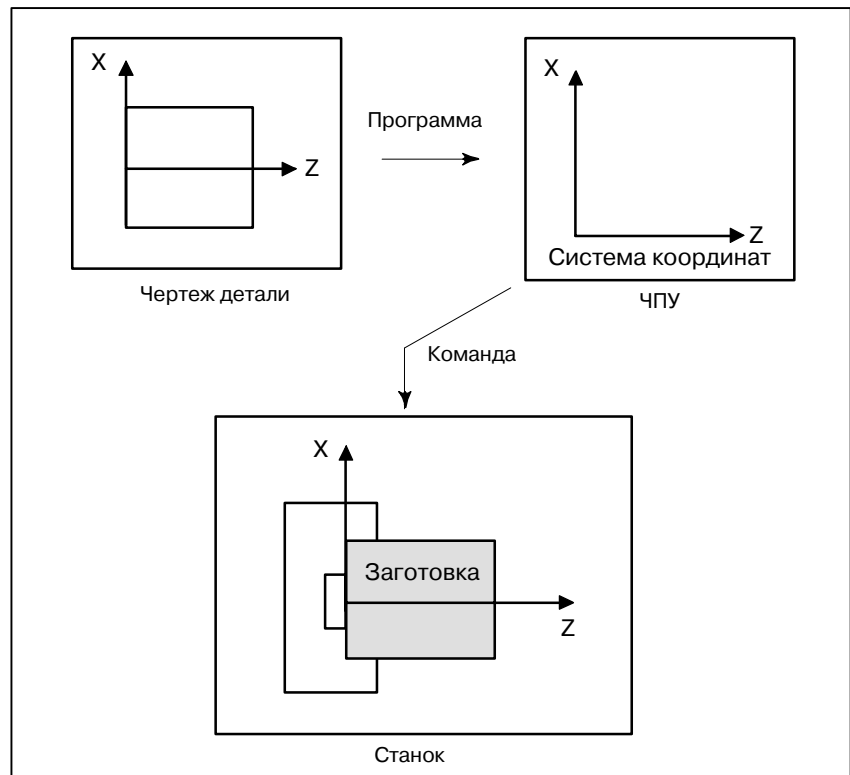 X
Z
Чертеж детали
Программа
X
Z
Система координат
ЧПУ
Команда
X
Заготовка
Z
Станок